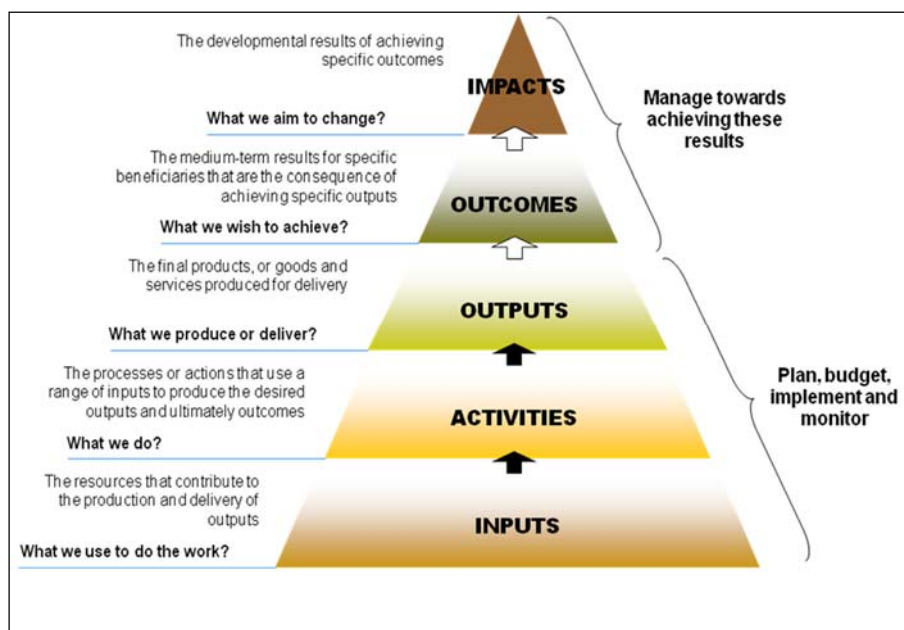 The developmental results of achieving
specific outcomes
IMPACTS
What we aim to change?
Manage towards
achieving these
results
The medium-term results for specific
beneficiaries that are the consequence of
achieving specific outputs
OUTCOMES
What we wish to achieve?
The final products, or goods and
services produced for delivery
OUTPUTS
What we produce or deliver?
The processes or actions that use a
range of inputs to produce the desired
outputs and ultimately outcomes
ACTIVITIES
What we do?
Plan, budget,
implement and
monitor
The resources that contribute to
the production and delivery of
outputs
INPUTS
What we use to do the work?